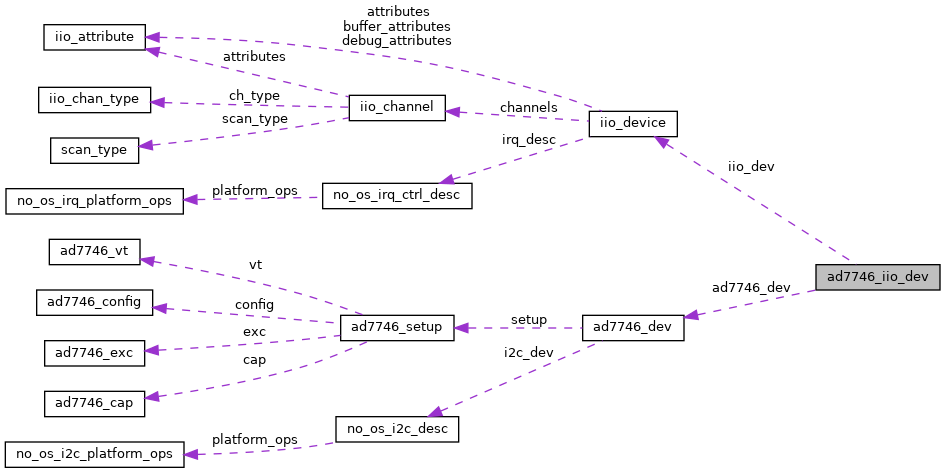 attributes
buffer_attributes
debug_attributes
iio_attribute
attributes
ch_type
iio_chan_type
iio_channel
channels
scan_type
iio_device
irq_desc
scan_type
iio_dev
platform_ops
no_os_irq_ctrl_desc
no_os_irq_platform_ops
ad7746_vt
vt
ad7746_iio_dev
ad7746_dev
ad7746_config
config
setup
exc
ad7746_setup
ad7746_dev
ad7746_exc
cap
i2c_dev
ad7746_cap
no_os_i2c_desc
platform_ops
no_os_i2c_platform_ops